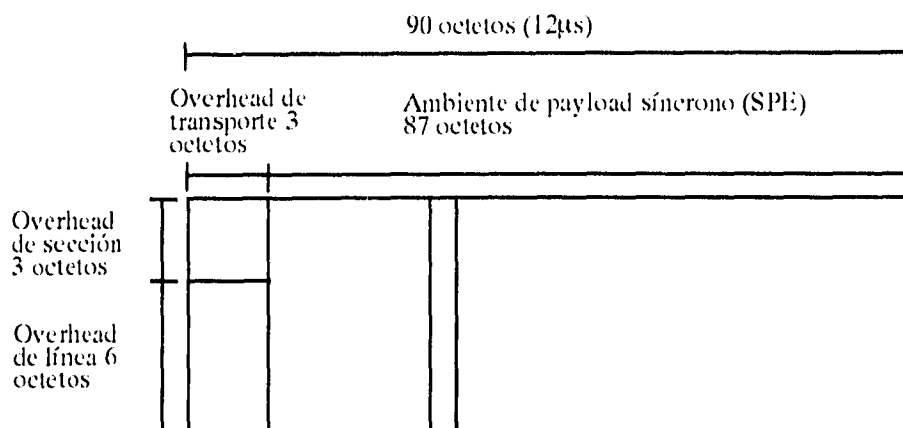 90 octetos (12µs)
Overhead de
transporte 3
octetos
Ambiente de payload síncrono (SPE)
87 octetos
Overhead
de sección
3 octetos
Overhead
de línea 6
octetos